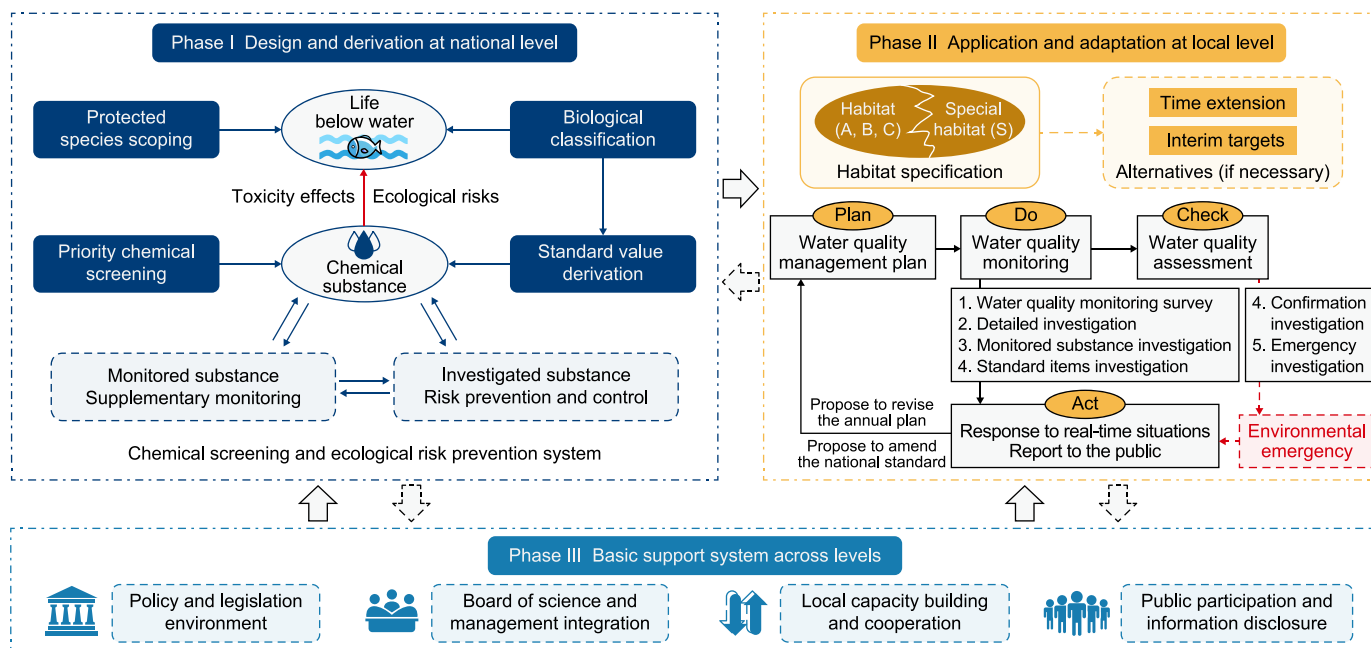 Phase I  Design and derivation at national level
Protected
species scoping
Life
below water
Biological
classification
Toxicity effects
Ecological risks
Priority chemical
screening
Chemical
substance
Standard value
derivation
Monitored substance
Supplementary monitoring
Investigated substance
Risk prevention and control
Chemical screening and ecological risk prevention system
Phase II  Application and adaptation at local level
Habitat
(A, B, C)
Special
habitat (S)
Habitat specification
Time extension
Interim targets
Alternatives (if necessary)
Plan
Water quality
management plan
Do
Water quality
monitoring
Check
Water quality
assessment
1. Water quality monitoring survey
2. Detailed investigation
3. Monitored substance investigation
4. Standard items investigation
4. Confirmation
investigation
5. Emergency
investigation
Propose to revise
the annual plan
Propose to amend
the national standard
Act
Response to real-time situations
Report to the public
Environmental
emergency
Phase III  Basic support system across levels
Policy and legislation
environment
Board of science and
management integration
Local capacity building
and cooperation
Public participation and
information disclosure